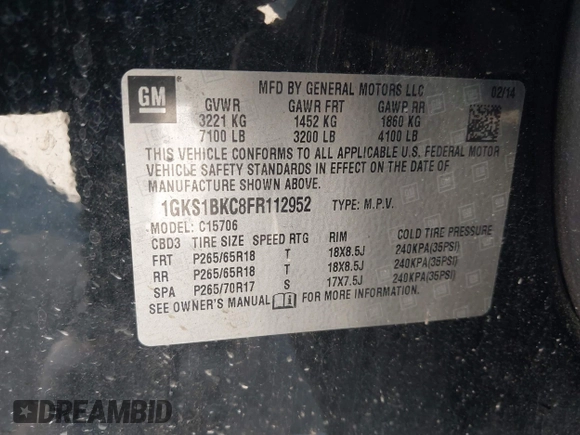 GM
MFD BY GENERAL MOTORS LLC 02/14
GVWR GAWR FRT GAWP RR
3221 KG 1452 KG 1860 KG
7100 LB 3200 LB 4100 LB
THIS VEHICLE CONFORMS TO ALL APPLICABLE U.S. FEDERAL MOTOR
VEHICLE SAFETY STANDARDS IN EFFECT ON THE DATE OF
MANUFACTURE SHOWN ABOVE.
1GKS1BKC8FR112952 TYPE: M.P.V.
MODEL: C15706
CBD3 TIRE SIZE SPEED RTG RIM COLD TIRE PRESSURE
FRT P265/65R18 T 18X8.5J 240KPA(35PSI)
RR P265/65R18 T 18X8.5J 240KPA(35PSI)
SPA P265/70R17 S 17X7.5J 240KPA(35PSI)
SEE OWNER'S MANUAL FOR MORE INFORMATION.
DREAMBID